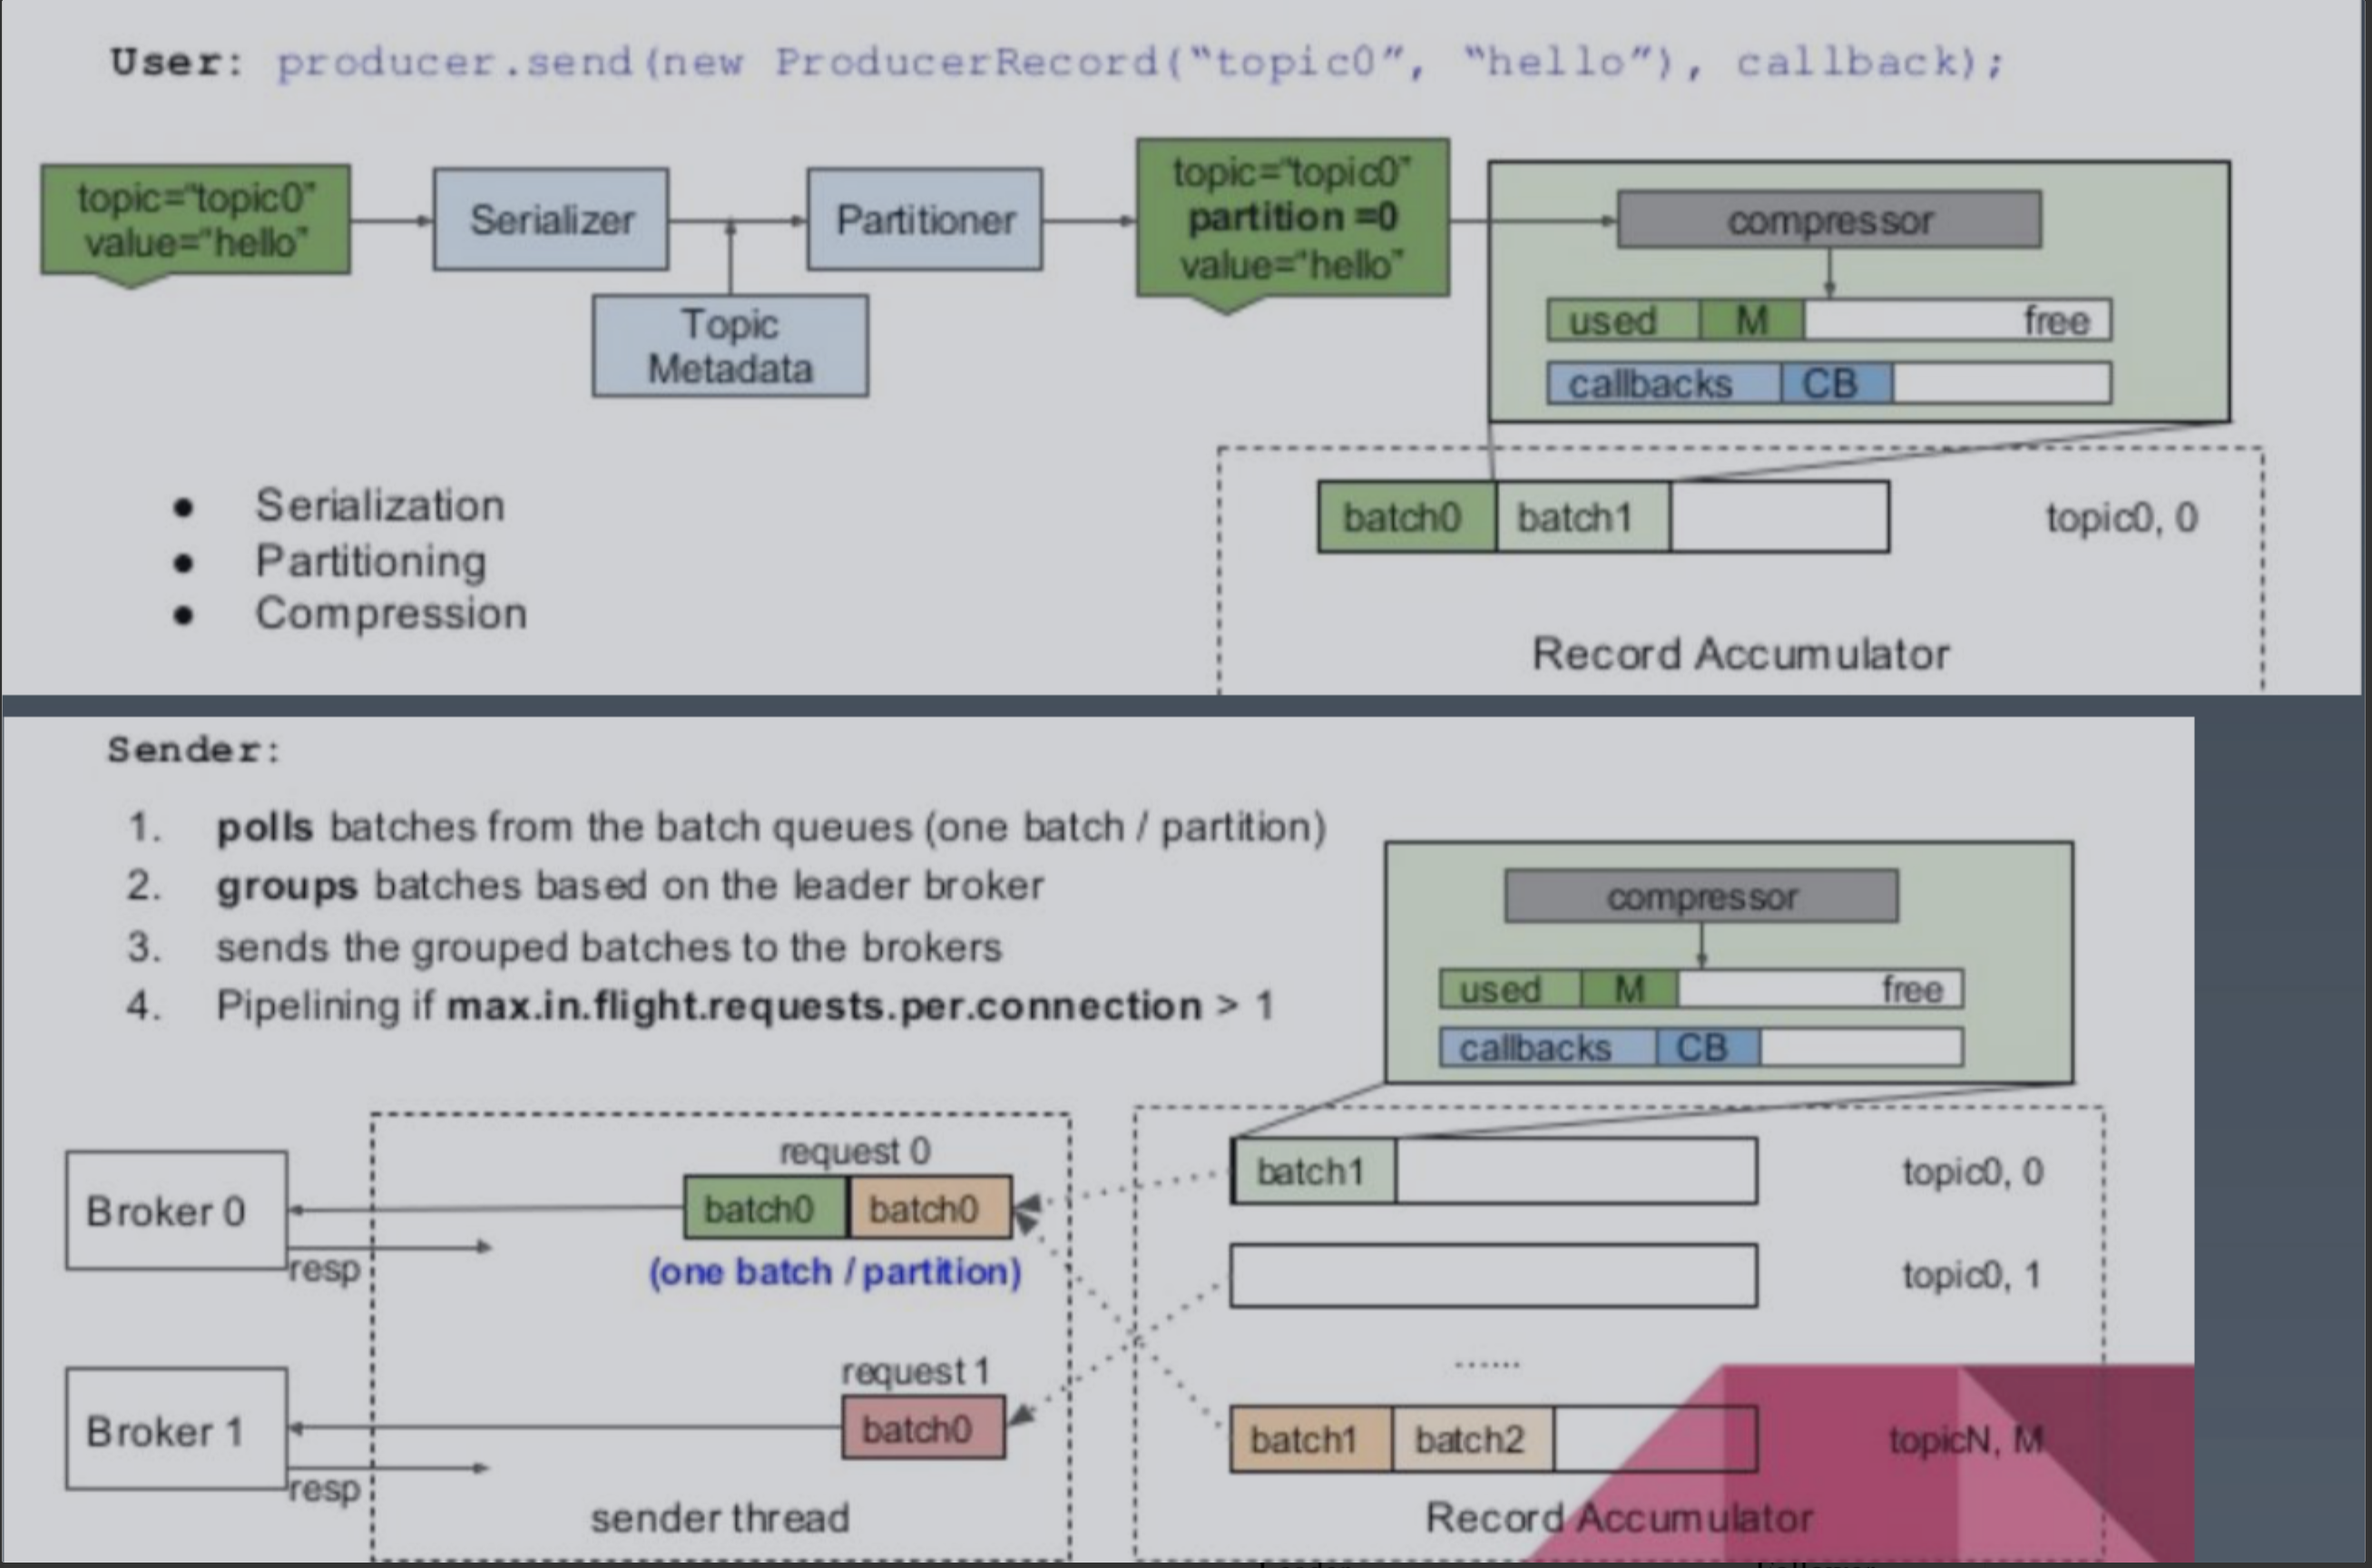 User: producer.send(new ProducerRecord(“topic0”, “hello”), callback);
topic=“topic0”
value=“hello”
Serializer
Partitioner
Topic
Metadata
topic=“topic0”
partition =0
value=“hello”
compressor
used M free
callbacks CB
batch0 batch1 topic0, 0
Record Accumulator
● Serialization
● Partitioning
● Compression
Sender:
1. polls batches from the batch queues (one batch / partition)
2. groups batches based on the leader broker
3. sends the grouped batches to the brokers
4. Pipelining if max.in.flight.requests.per.connection > 1
compressor
used M free
callbacks CB
Broker 0
resp
request 0
batch0 batch0
(one batch / partition)
Broker 1
resp
request 1
batch0
sender thread
batch1 topic0, 0
topic0, 1
......
batch1 batch2 topicN, M
Record Accumulator